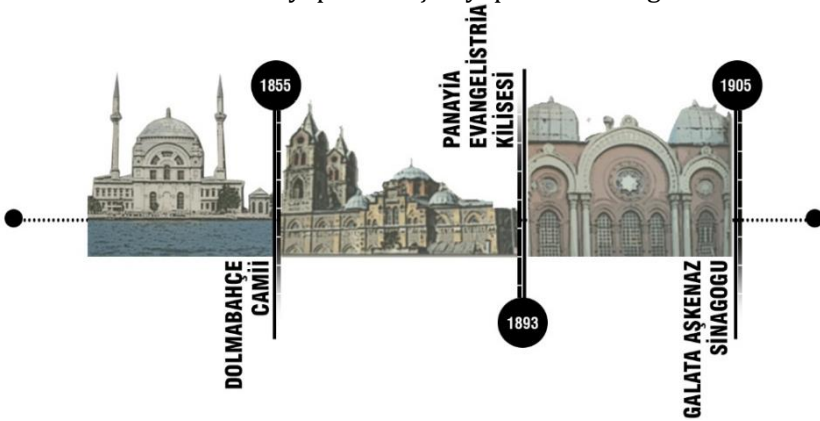 1855
DOLMABAHÇE
CAMİİ
PANAYİA
EVANGELİSTRİA
KİLİSESİ
1893
1905
GALATA AŞKENAZ
SİNAGOGU